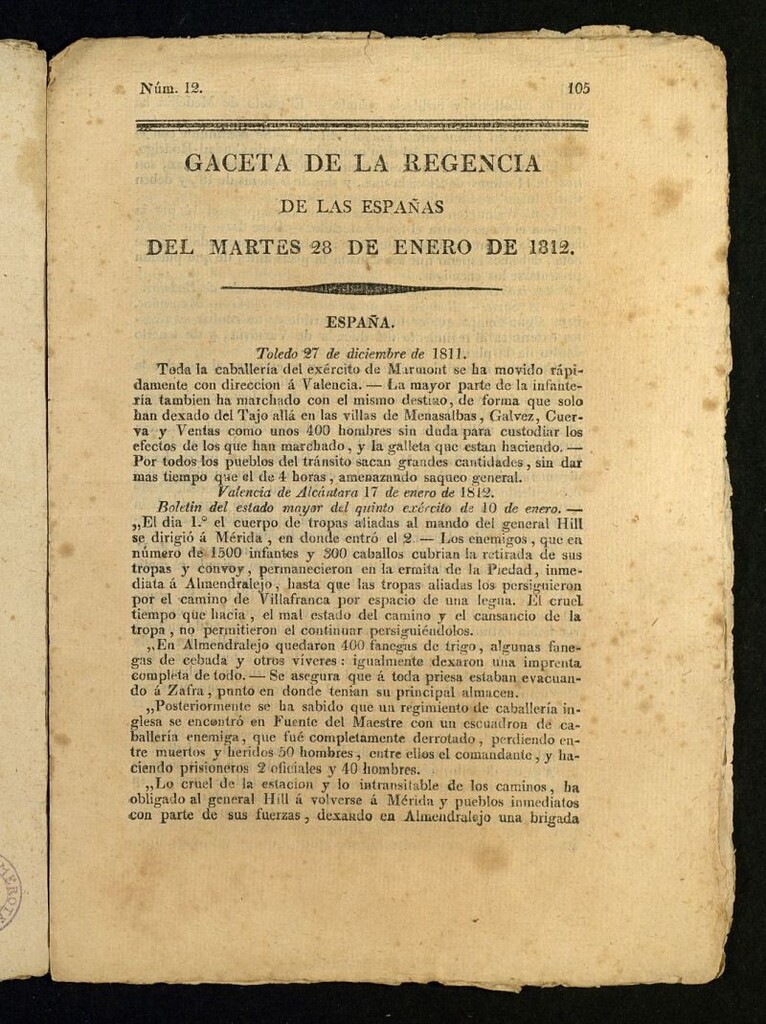 Núm. 12.
105
GACETA DE LA REGENCIA
DE LAS ESPAÑAS
DEL MARTES 28 DE ENERO DE 1812.
ESPAÑA.
Toledo 27 de diciembre de 1811.
Toda la caballería del exército de Marmont se ha movido rápi-
damente con direccion á Valencia. — La mayor parte de la infante-
ría tambien ha marchado con el mismo destino, de forma que solo
han dexado del Tajo allá en las villas de Menasalbas, Galvez, Cuer-
va y Ventas como unos 400 hombres sin duda para custodiar los
efectos de los que han marchado, y la galleta que estan haciendo. —
Por todos los pueblos del tránsito sacan grandes cantidades, sin dar
mas tiempo que el de 4 horas, amenazando saqueo general.
Valencia de Alcántara 17 de enero de 1812.
Boletin del estado mayor del quinto exército de 10 de enero. —
„El dia 1.º el cuerpo de tropas aliadas al mando del general Hill
se dirigió á Mérida, en donde entró el 2. — Los enemigos, que en
número de 1500 infantes y 300 caballos cubrian la retirada de sus
tropas y convoy, permanecieron en la ermita de la Piedad, inme-
diata á Almendralejo, hasta que las tropas aliadas los persiguieron
por el camino de Villafranca por espacio de una legua. El cruel
tiempo que hacia, el mal estado del camino y el cansancio de la
tropa, no permitieron el continuar persiguiéndolos.
„En Almendralejo quedaron 400 fanegas de trigo, algunas fane-
gas de cebada y otros víveres: igualmente dexaron una imprenta
completa de todo. — Se asegura que á toda priesa estaban evacuan-
do á Zafra, punto en donde tenian su principal almacen.
„Posteriormente se ha sabido que un regimiento de caballería in-
glesa se encontró en Fuente del Maestre con un escuadron de ca-
ballería enemiga, que fué completamente derrotado, perdiendo en-
tre muertos y heridos 50 hombres, entre ellos el comandante, y ha-
ciendo prisioneros 2 oficiales y 40 hombres.
„Lo cruel de la estacion y lo intransitable de los caminos, ha
obligado al general Hill á volverse á Mérida y pueblos inmediatos
con parte de sus fuerzas, dexando en Almendralejo una brigada